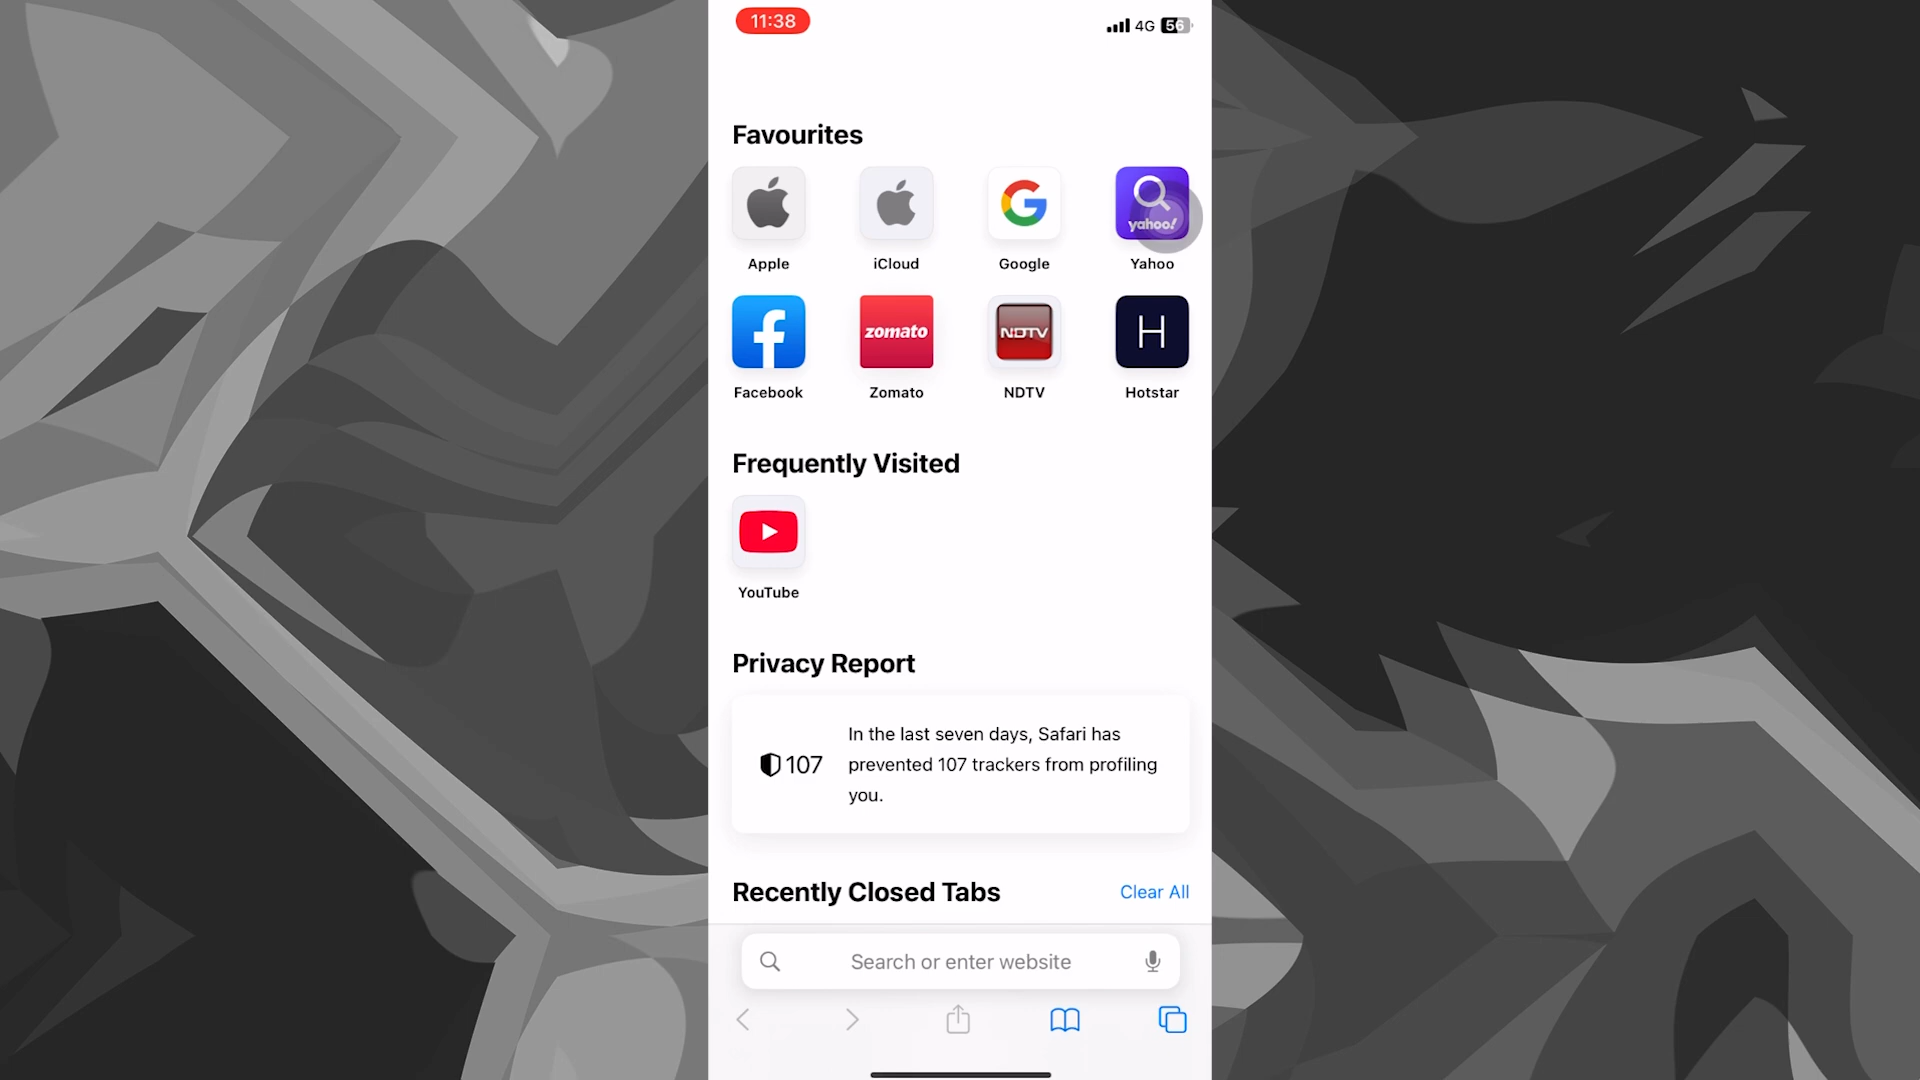 11:38
4G 56
Favourites
yahoo!
Apple iCloud Google Yahoo
zomato NDTV H
Facebook Zomato NDTV Hotstar
Frequently Visited
YouTube
Privacy Report
In the last seven days, Safari has
107 prevented 107 trackers from profiling
you.
Recently Closed Tabs Clear All
Search or enter website